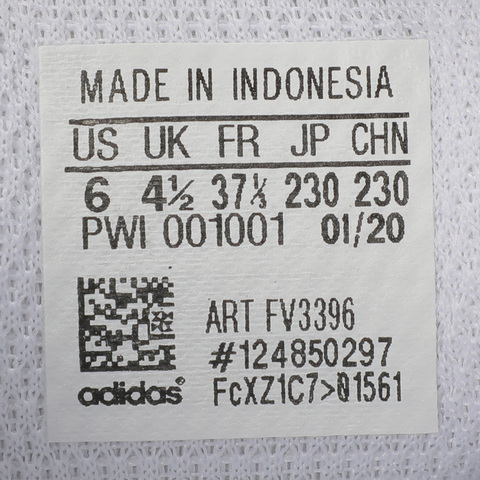 MADE IN INDONESIA
US UK FR JP CHN
6 4½ 37⅓ 230 230
PWI 001001 01/20
ART FV3396
#124850297
adidas® FcXZ1C7>01561